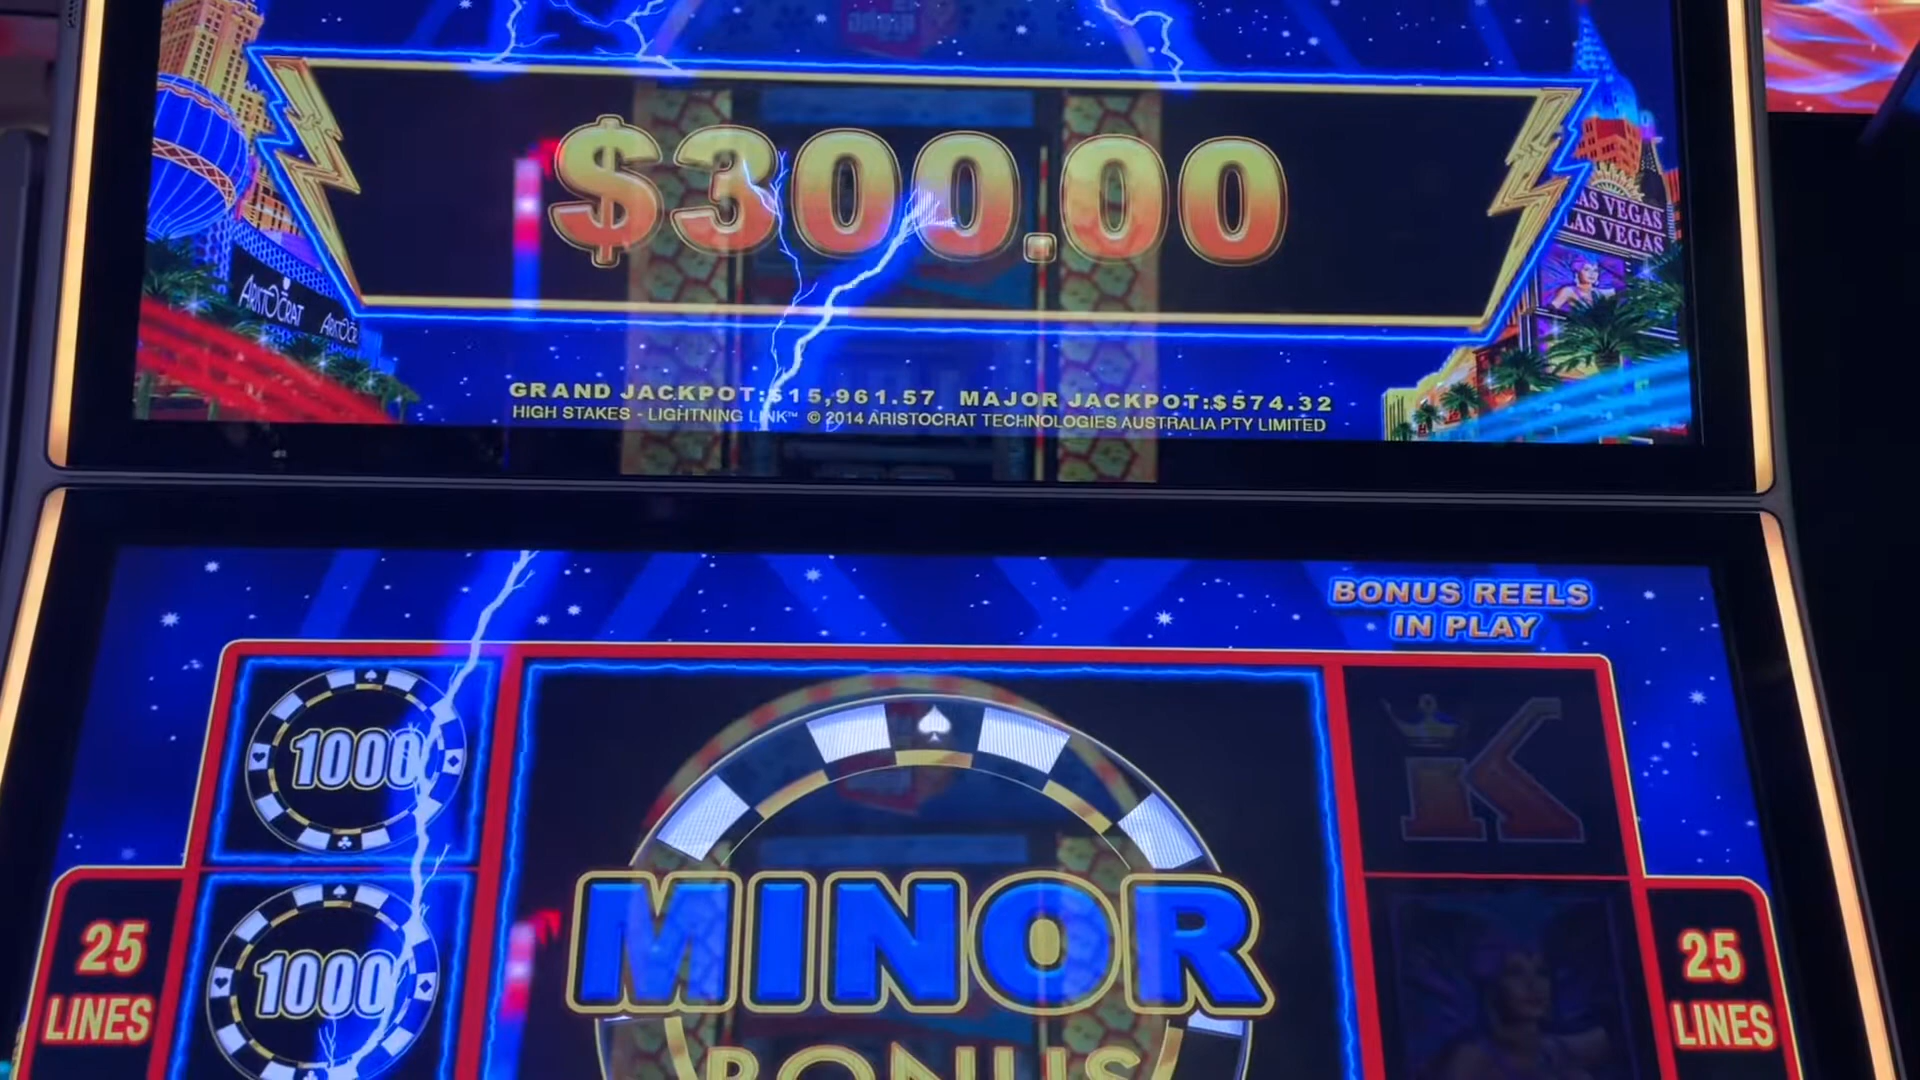 $300.00
LAS VEGAS
LAS VEGAS
ARISTOCRAT
GRAND JACKPOT:$15,961.57 MAJOR JACKPOT:$574.32
HIGH STAKES - LIGHTNING LINK™ © 2014 ARISTOCRAT TECHNOLOGIES AUSTRALIA PTY LIMITED
BONUS REELS
IN PLAY
1000
K
MINOR
BONUS
1000
25
LINES
25
LINES